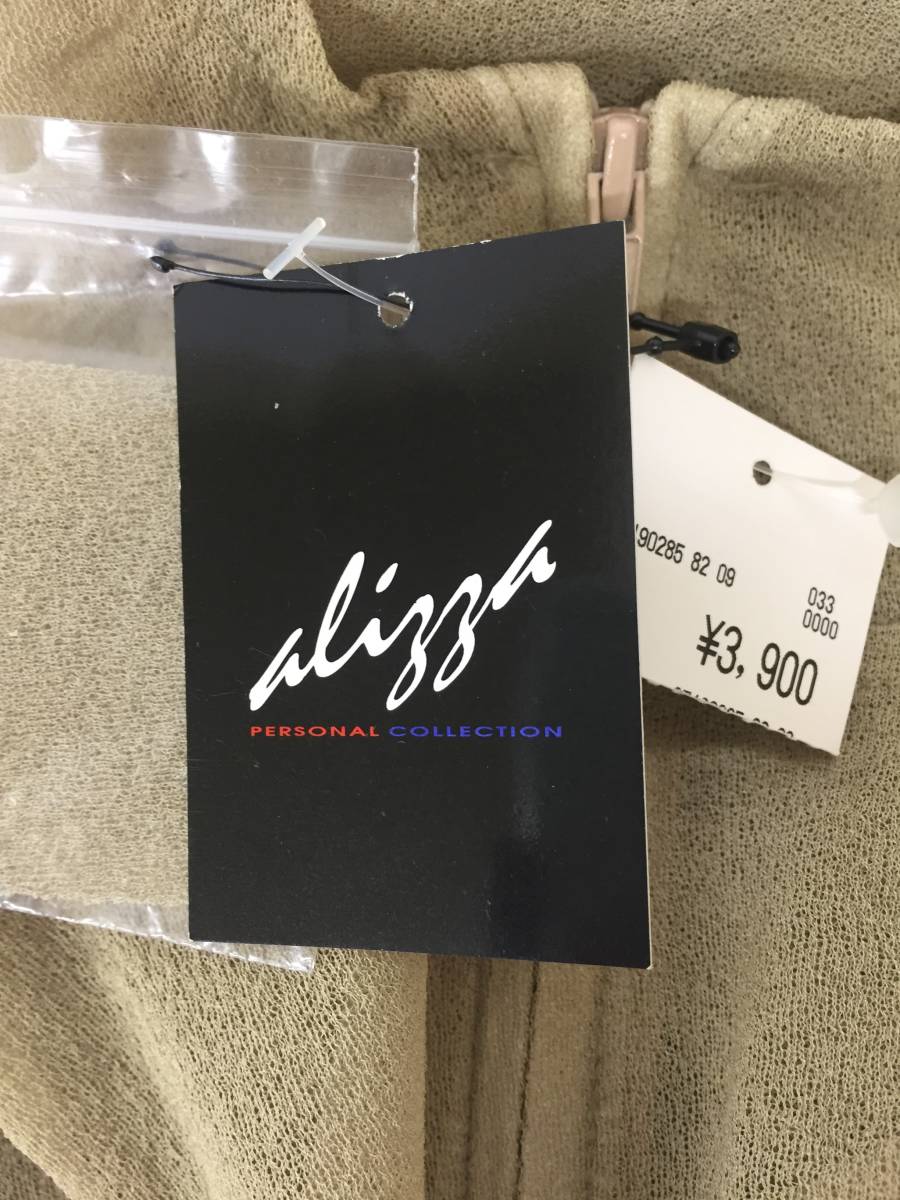 alizza
PERSONAL COLLECTION
90285 82 09
033
0000
¥3,900